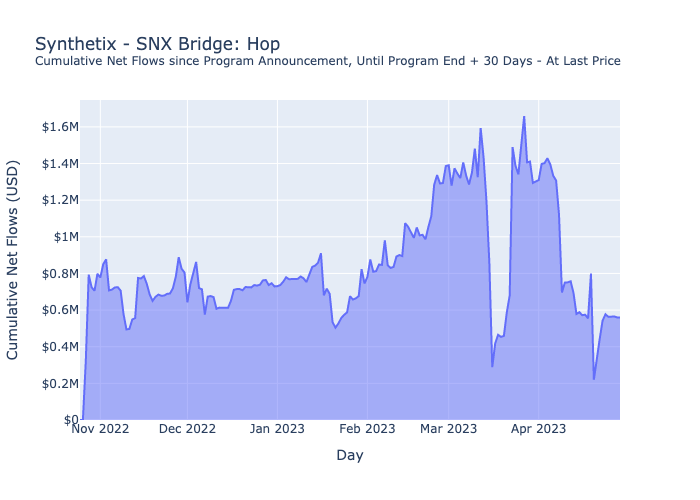 Synthetix - SNX Bridge: Hop
Cumulative Net Flows since Program Announcement, Until Program End + 30 Days - At Last Price
Cumulative Net Flows (USD)
$1.6M
$1.4M
$1.2M
$1M
$0.8M
$0.6M
$0.4M
$0.2M
$0
Nov 2022 Dec 2022 Jan 2023 Feb 2023 Mar 2023 Apr 2023
Day